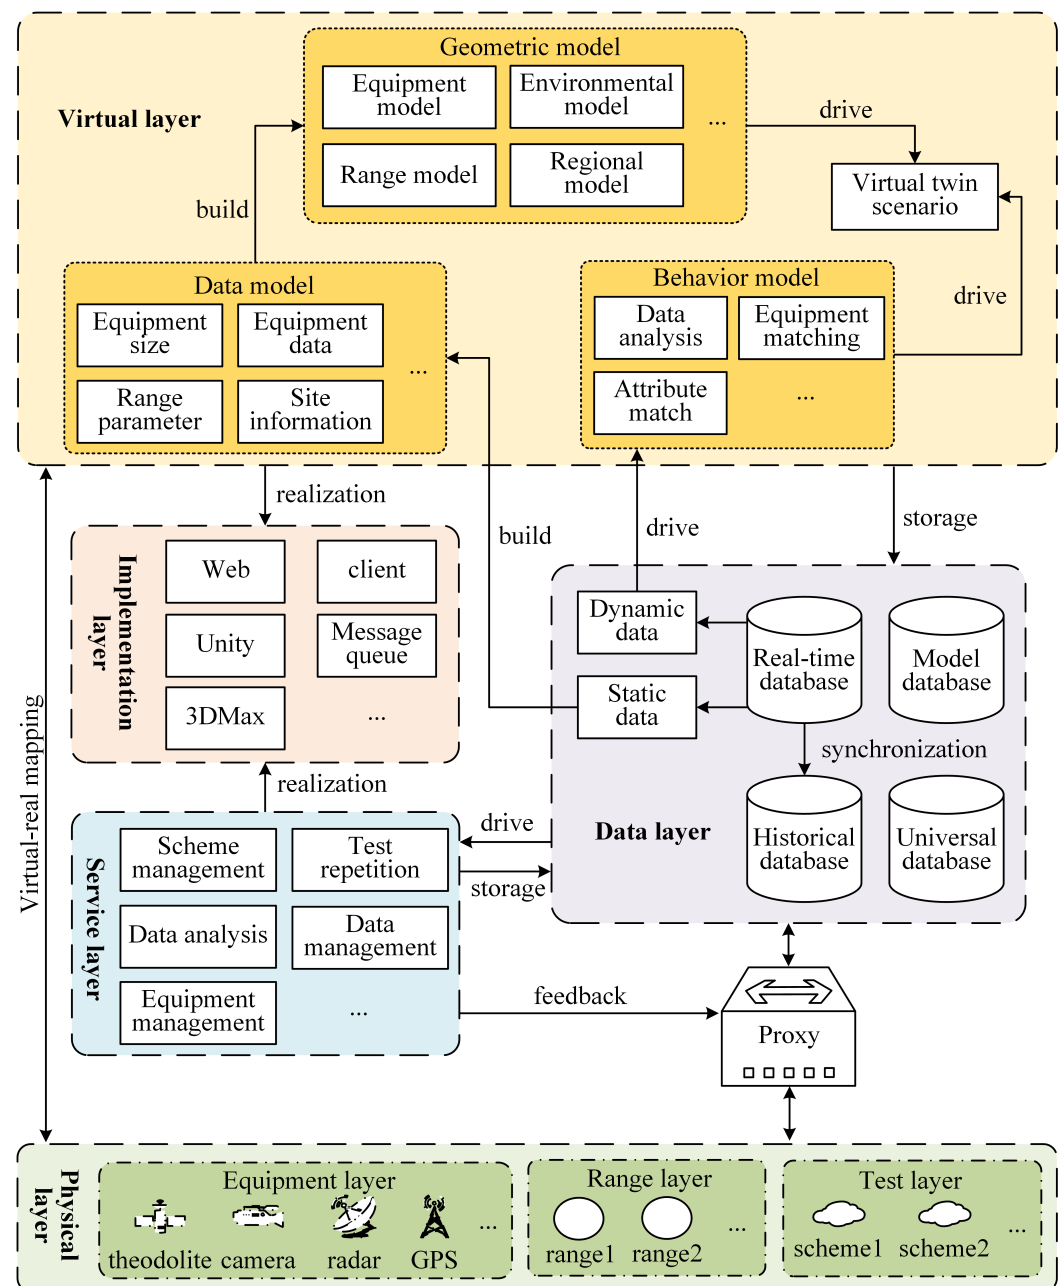 Geometric model
Equipment
model
Environmental
model
Virtual layer
...
drive
Range model
Regional
model
Virtual twin
scenario
build
Data model
Behavior model
drive
Equipment
size
Equipment
data
Data
analysis
Equipment
matching
...
Range
parameter
Site
information
Attribute
match
...
realization
build
drive
storage
Implementation
layer
Web
client
Unity
Message
queue
3DMax
...
Dynamic
data
Real-time
database
Model
database
Static
data
synchronization
Virtual-real mapping
realization
drive
storage
Data layer
Historical
database
Universal
database
Service layer
Scheme
management
Test
repetition
Data analysis
Data
management
Equipment
management
...
feedback
Proxy
Physical
layer
Equipment layer
theodolite
camera
radar
GPS
...
Range layer
range1
range2
...
Test layer
scheme1
scheme2
...